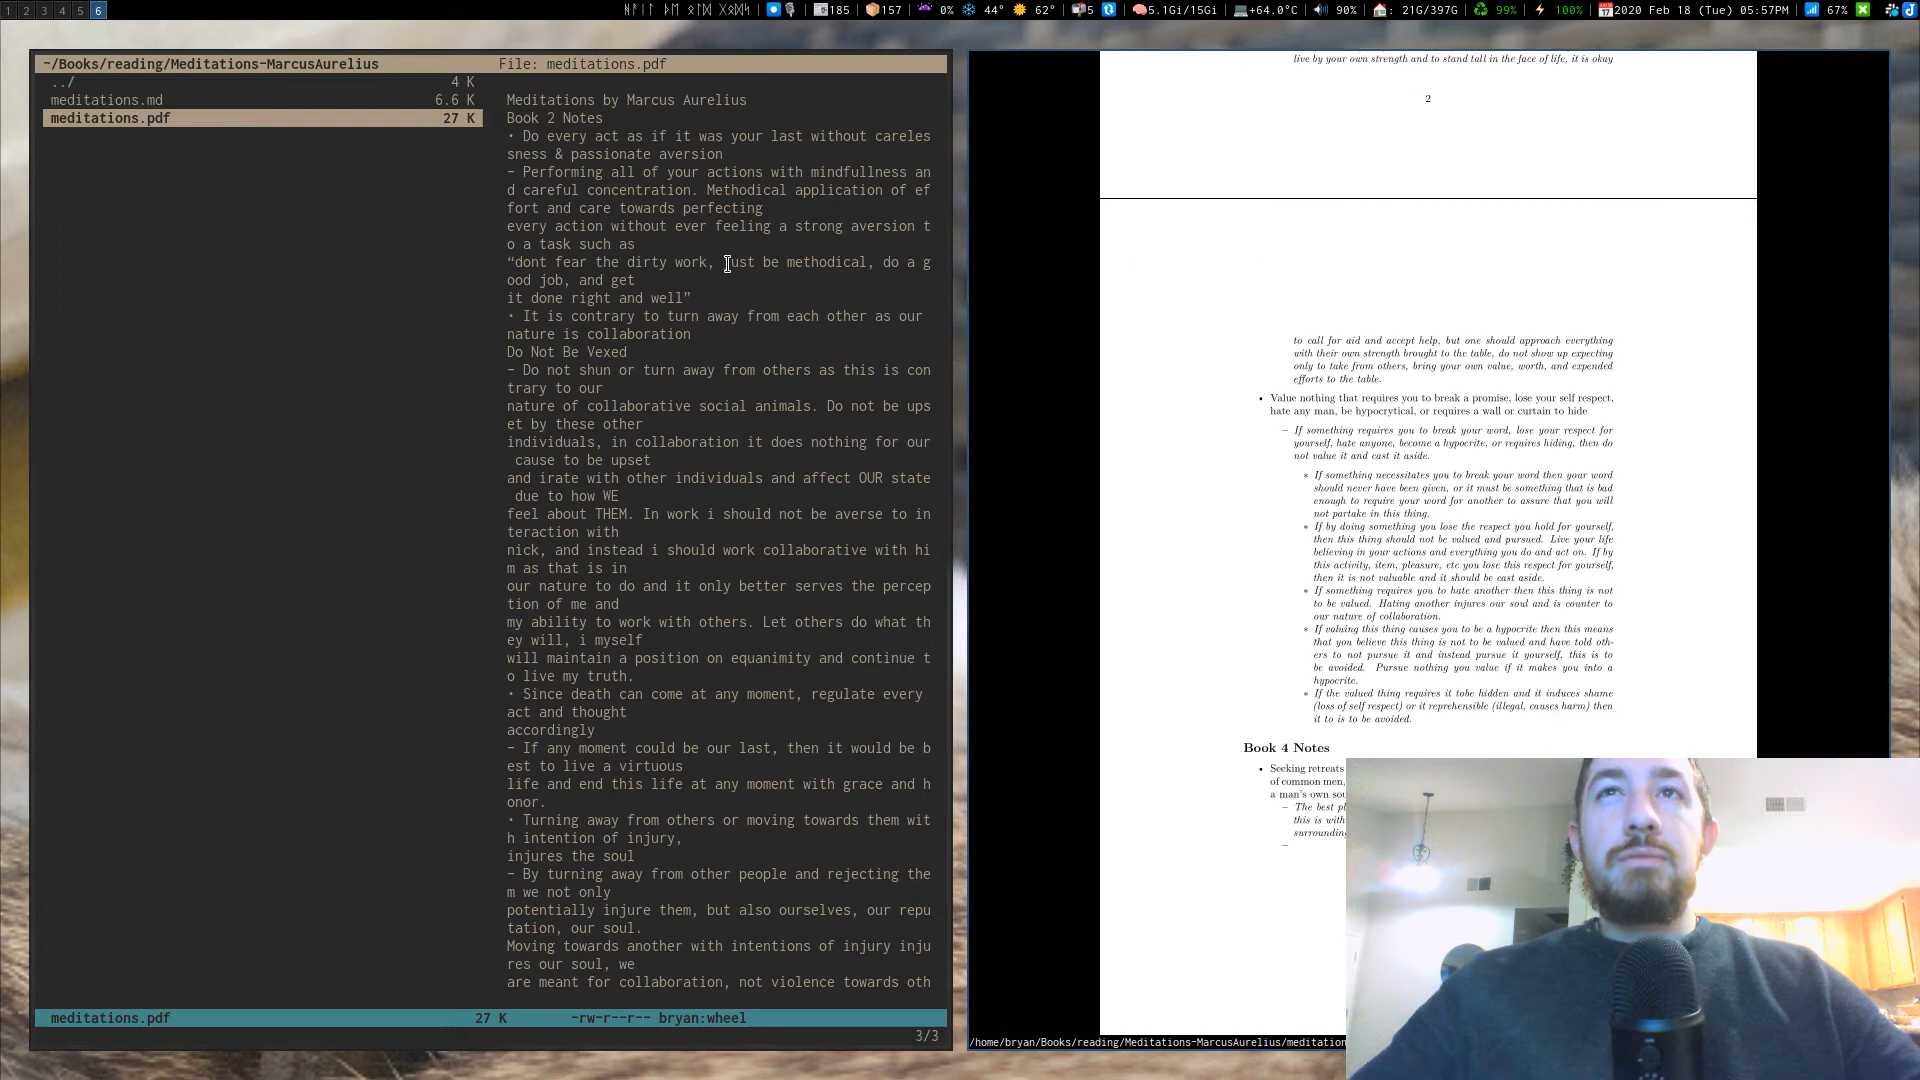 1 2 3 4 5 6
ᚺᚨᛁᛚ ᚦᛖ ᛟᛚᛞ ᚷᛟᛞᛊ 185 157 0% 44° 62° 5 5.1Gi/15Gi +64.0°C 90% : 21G/397G 99% 100% 2020 Feb 18 (Tue) 05:57PM 67%
~/Books/reading/Meditations-MarcusAurelius
../ 4 K
meditations.md 6.6 K
meditations.pdf 27 K
File: meditations.pdf
Meditations by Marcus Aurelius
Book 2 Notes
· Do every act as if it was your last without careles
sness & passionate aversion
– Performing all of your actions with mindfullness an
d careful concentration. Methodical application of ef
fort and care towards perfecting
every action without ever feeling a strong aversion t
o a task such as
“dont fear the dirty work, just be methodical, do a g
ood job, and get
it done right and well”
· It is contrary to turn away from each other as our
nature is collaboration
Do Not Be Vexed
– Do not shun or turn away from others as this is con
trary to our
nature of collaborative social animals. Do not be ups
et by these other
individuals, in collaboration it does nothing for our
cause to be upset
and irate with other individuals and affect OUR state
due to how WE
feel about THEM. In work i should not be averse to in
teraction with
nick, and instead i should work collaborative with hi
m as that is in
our nature to do and it only better serves the percep
tion of me and
my ability to work with others. Let others do what th
ey will, i myself
will maintain a position on equanimity and continue t
o live my truth.
· Since death can come at any moment, regulate every
act and thought
accordingly
– If any moment could be our last, then it would be b
est to live a virtuous
life and end this life at any moment with grace and h
onor.
· Turning away from others or moving towards them wit
h intention of injury,
injures the soul
– By turning away from other people and rejecting the
m we not only
potentially injure them, but also ourselves, our repu
tation, our soul.
Moving towards another with intentions of injury inju
res our soul, we
are meant for collaboration, not violence towards oth
meditations.pdf 27 K -rw-r--r-- bryan:wheel
3/3
live by your own strength and to stand tall in the face of life, it is okay
2
to call for aid and accept help, but one should approach everything
with their own strength brought to the table, do not show up expecting
only to take from others, bring your own value, worth, and expended
efforts to the table.
• Value nothing that requires you to break a promise, lose your self respect,
hate any man, be hypocrytical, or requires a wall or curtain to hide
– If something requires you to break your word, lose your respect for
yourself, hate anyone, become a hypocrite, or requires hiding, then do
not value it and cast it aside.
∗ If something necessitates you to break your word then your word
should never have been given, or it must be something that is bad
enough to require your word for another to assure that you will
not partake in this thing.
∗ If by doing something you lose the respect you hold for yourself,
then this thing should not be valued and pursued. Live your life
believing in your actions and everything you do and act on. If by
this activity, item, pleasure, etc you lose this respect for yourself,
then it is not valuable and it should be cast aside.
∗ If something requires you to hate another then this thing is not
to be valued. Hating another injures our soul and is counter to
our nature of collaboration.
∗ If valuing this thing causes you to be a hypocrite then this means
that you believe this thing is not to be valued and have told oth-
ers to not pursue it and instead pursue it yourself, this is to
be avoided. Pursue nothing you value if it makes you into a
hypocrite.
∗ If the valued thing requires it tobe hidden and it induces shame
(loss of self respect) or it reprehensible (illegal, causes harm) then
it to is to be avoided.
Book 4 Notes
• Seeking retreats
of common men,
a man's own sou
– The best pl
this is with
surrounding
–
/home/bryan/Books/reading/Meditations-MarcusAurelius/meditation